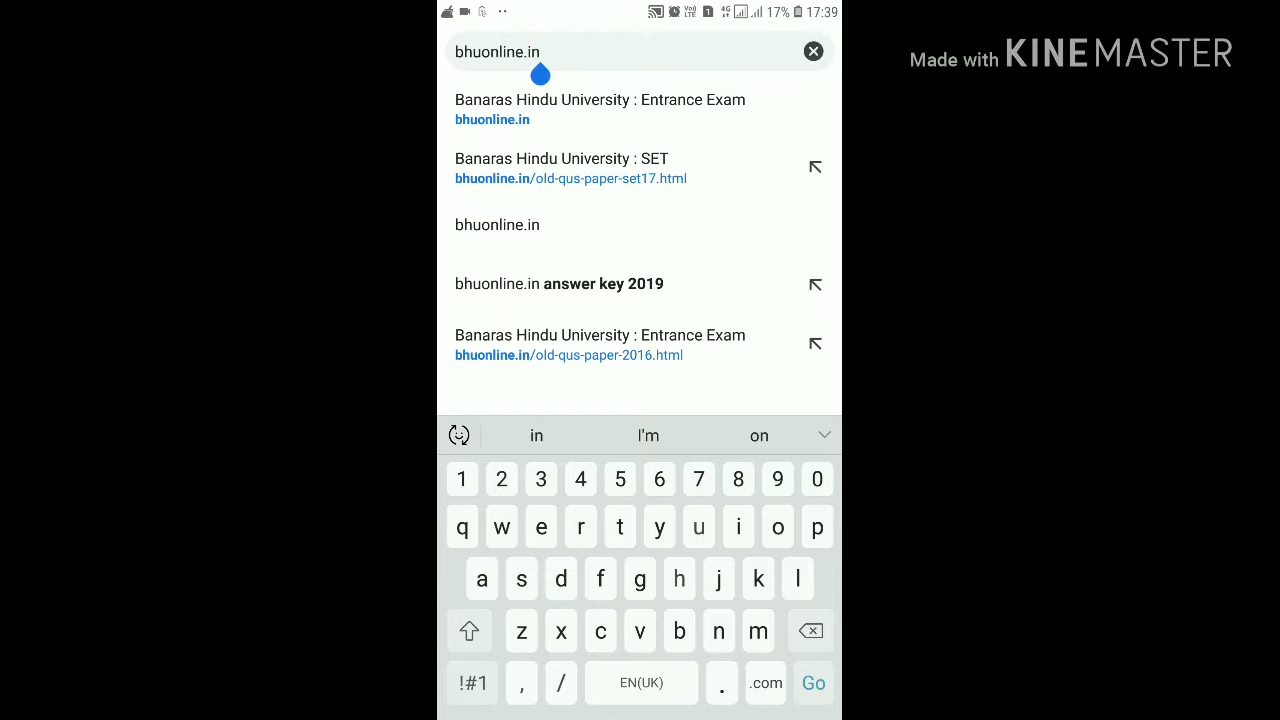 17% 17:39
bhuonline.in
Made with KINEMASTER
Banaras Hindu University : Entrance Exam
bhuonline.in
Banaras Hindu University : SET
bhuonline.in/old-qus-paper-set17.html
bhuonline.in
bhuonline.in answer key 2019
Banaras Hindu University : Entrance Exam
bhuonline.in/old-qus-paper-2016.html
in I'm on
1 2 3 4 5 6 7 8 9 0
q w e r t y u i o p
a s d f g h j k l
z x c v b n m
!#1 , / EN(UK) . .com Go